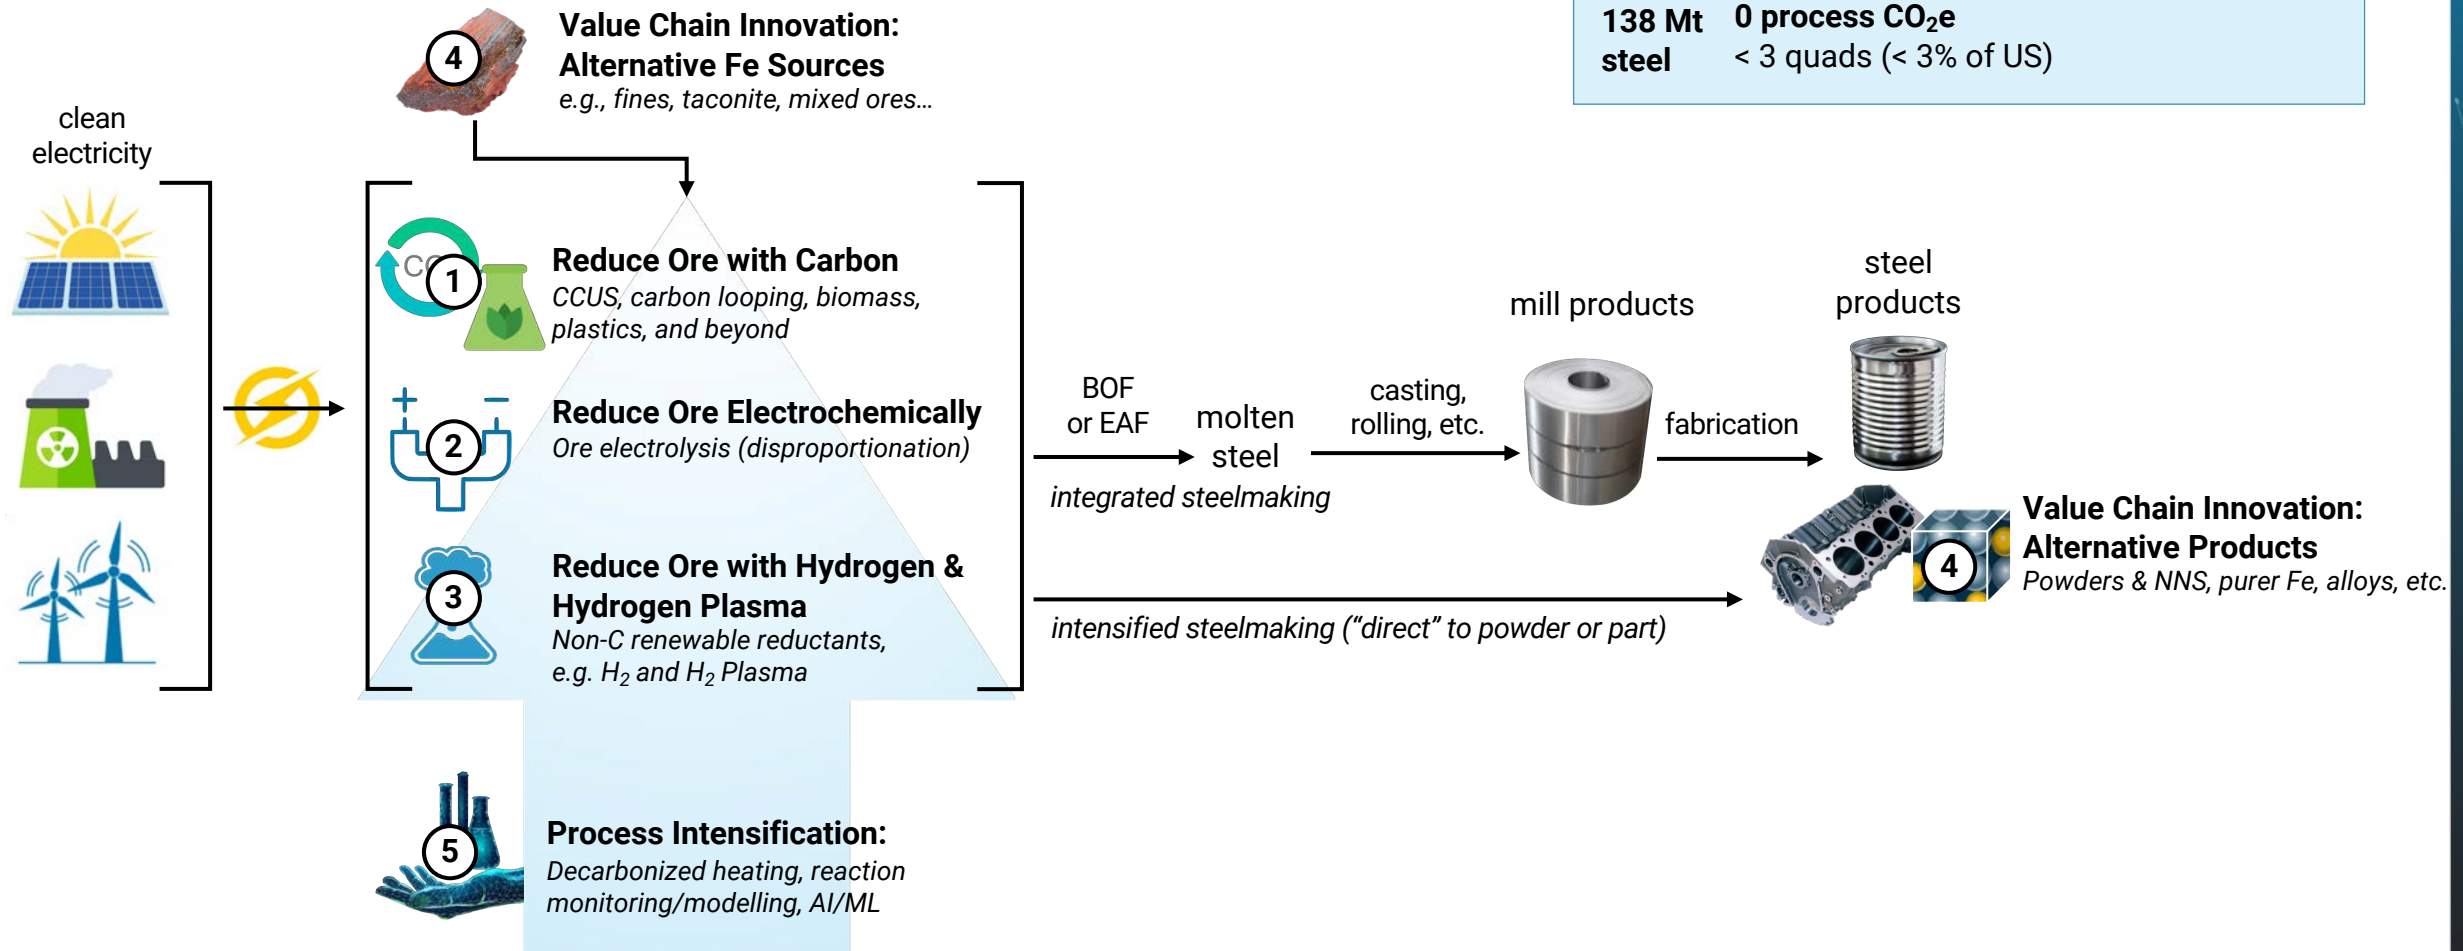 4
Value Chain Innovation:
Alternative Fe Sources
e.g., fines, taconite, mixed ores…
138 Mt
steel
0 process CO₂e
< 3 quads (< 3% of US)
clean
electricity
1
Reduce Ore with Carbon
CCUS, carbon looping, biomass,
plastics, and beyond
2
Reduce Ore Electrochemically
Ore electrolysis (disproportionation)
3
Reduce Ore with Hydrogen &
Hydrogen Plasma
Non-C renewable reductants,
e.g. H₂ and H₂ Plasma
5
Process Intensification:
Decarbonized heating, reaction
monitoring/modelling, AI/ML
BOF
or EAF
integrated steelmaking
molten
steel
casting,
rolling, etc.
mill products
fabrication
steel
products
intensified steelmaking (“direct” to powder or part)
4
Value Chain Innovation:
Alternative Products
Powders & NNS, purer Fe, alloys, etc.